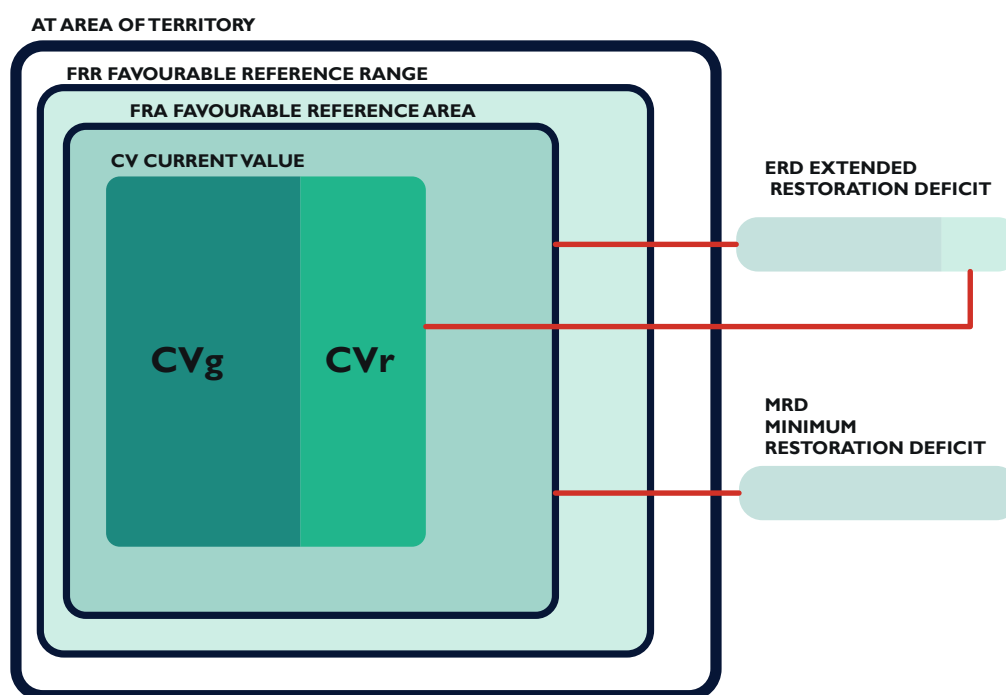 AT AREA OF TERRITORY
FRR FAVOURABLE REFERENCE RANGE
FRA FAVOURABLE REFERENCE AREA
CV CURRENT VALUE
CVg
CVr
ERD EXTENDED
RESTORATION DEFICIT
MRD
MINIMUM
RESTORATION DEFICIT